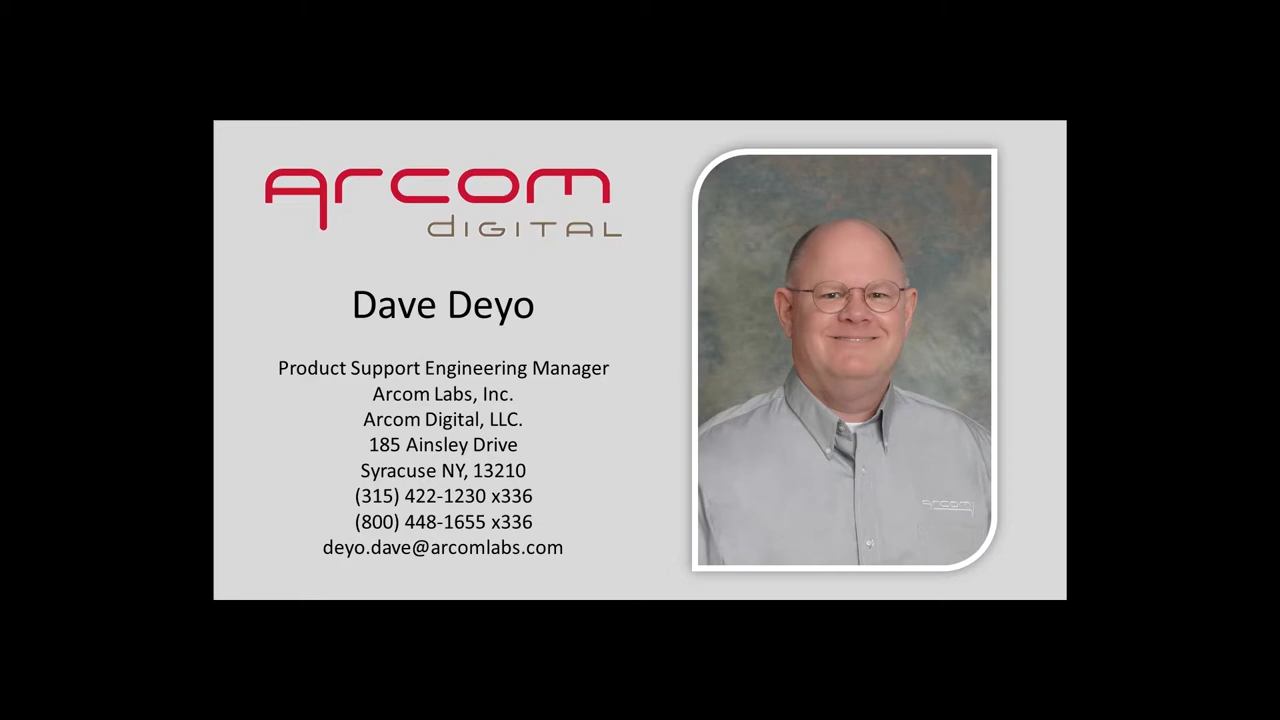 arcom
DIGITAL
Dave Deyo
Product Support Engineering Manager
Arcom Labs, Inc.
Arcom Digital, LLC.
185 Ainsley Drive
Syracuse NY, 13210
(315) 422-1230 x336
(800) 448-1655 x336
deyo.dave@arcomlabs.com
arcom